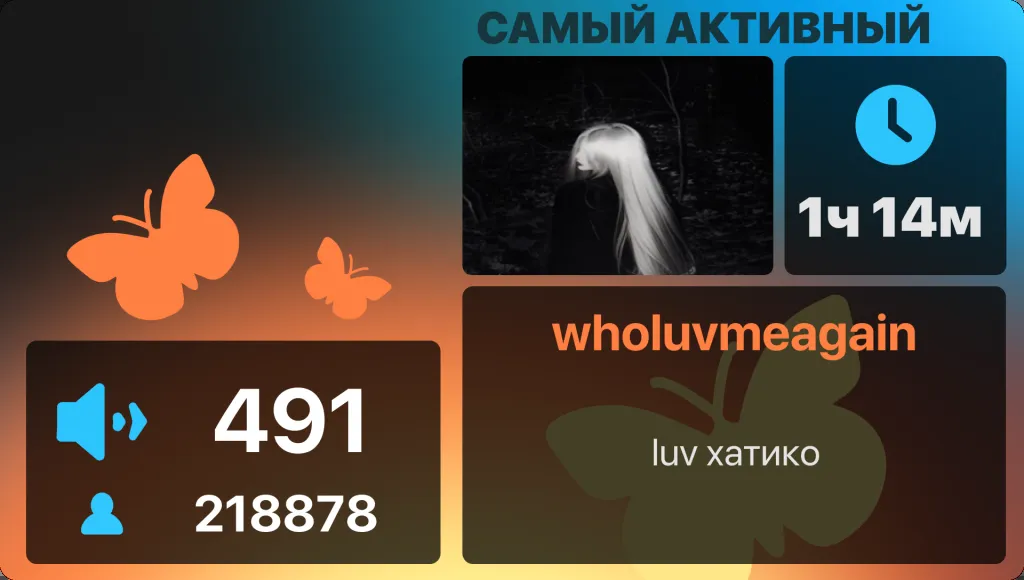 САМЫЙ АКТИВНЫЙ
1ч 14м
wholuvmeagain
luv хатико
491
218878